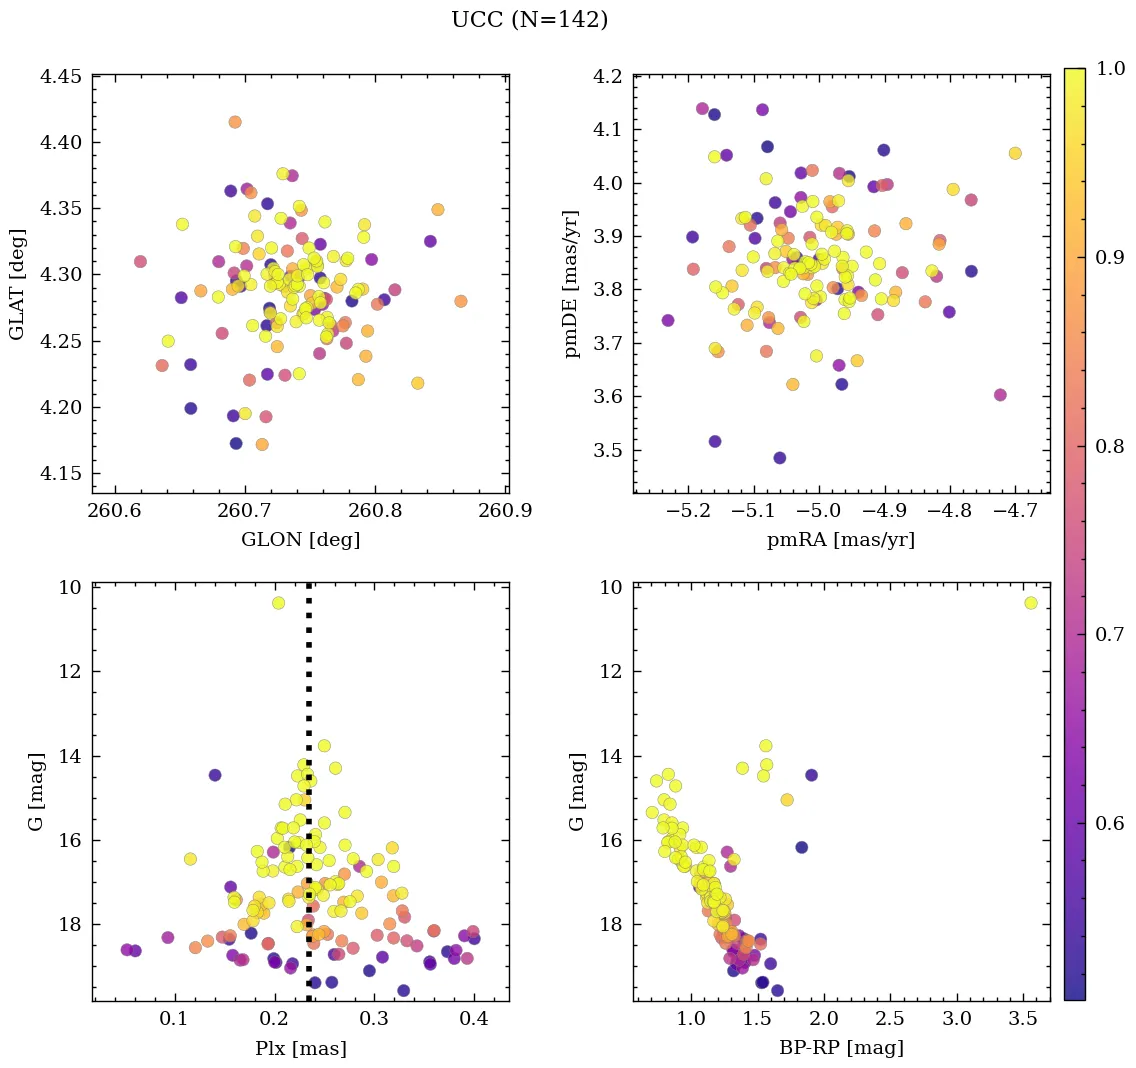 UCC (N=142)
4.45
4.40
4.35
4.30
4.25
4.20
4.15
GLAT [deg]
260.6 260.7 260.8 260.9
GLON [deg]
4.2
4.1
4.0
3.9
3.8
3.7
3.6
3.5
pmDE [mas/yr]
−5.2 −5.1 −5.0 −4.9 −4.8 −4.7
pmRA [mas/yr]
1.0
0.9
0.8
0.7
0.6
10
12
14
16
18
G [mag]
0.1 0.2 0.3 0.4
Plx [mas]
10
12
14
16
18
G [mag]
1.0 1.5 2.0 2.5 3.0 3.5
BP-RP [mag]